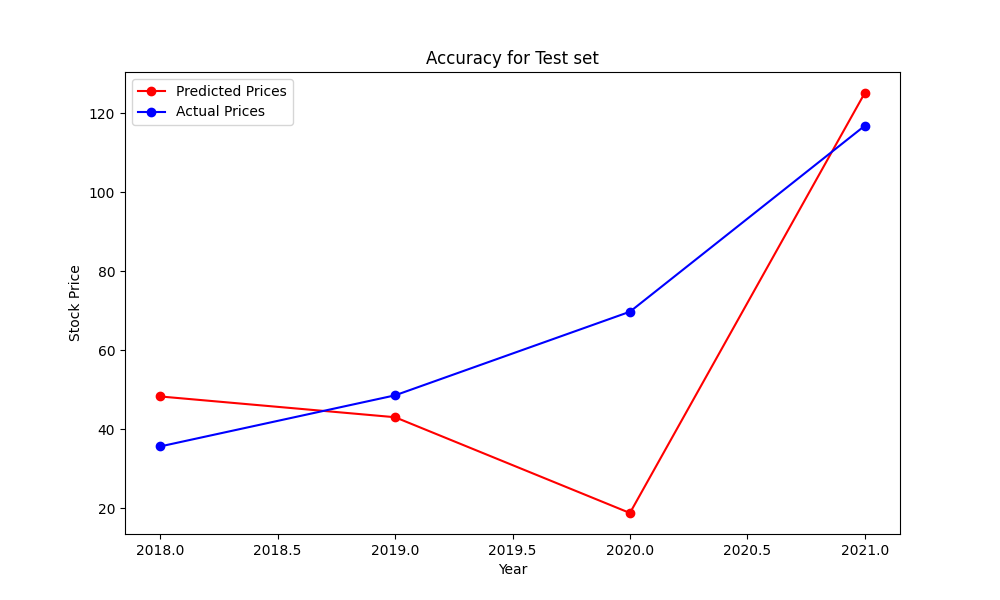 Accuracy for Test set
Predicted Prices
Actual Prices
120
100
80
60
40
20
Stock Price
2018.0
2018.5
2019.0
2019.5
2020.0
2020.5
2021.0
Year